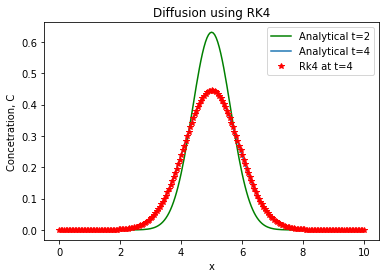 Diffusion using RK4
Analytical t=2
Analytical t=4
Rk4 at t=4
Concetration, C
0.6
0.5
0.4
0.3
0.2
0.1
0.0
0
2
4
6
8
10
x